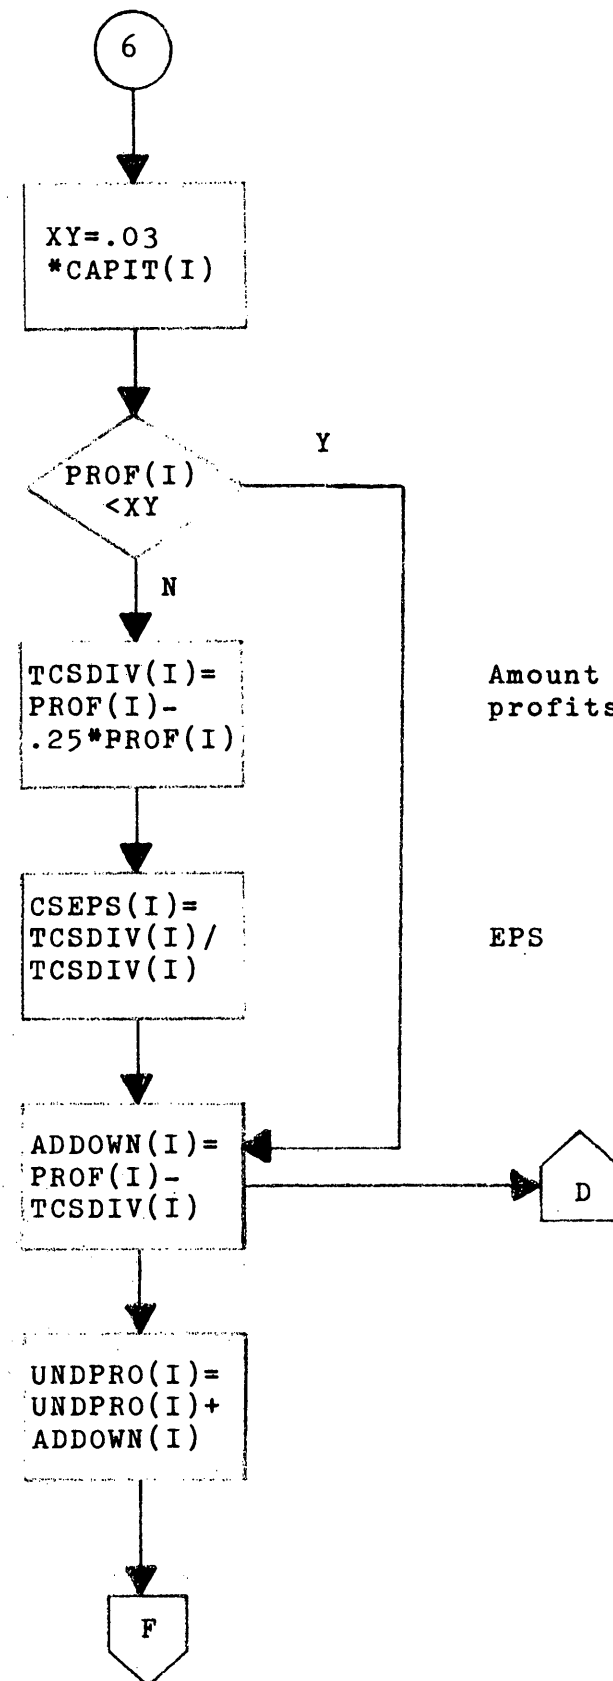 6
XY=.03
*CAPIT(I)
Y
PROF(I)
<XY
N
TCSDIV(I)=
PROF(I)-
.25*PROF(I)
Amount
profits
CSEPS(I)=
TCSDIV(I)/
TCSDIV(I)
EPS
ADDOWN(I)=
PROF(I)-
TCSDIV(I)
D
UNDPRO(I)=
UNDPRO(I)+
ADDOWN(I)
F